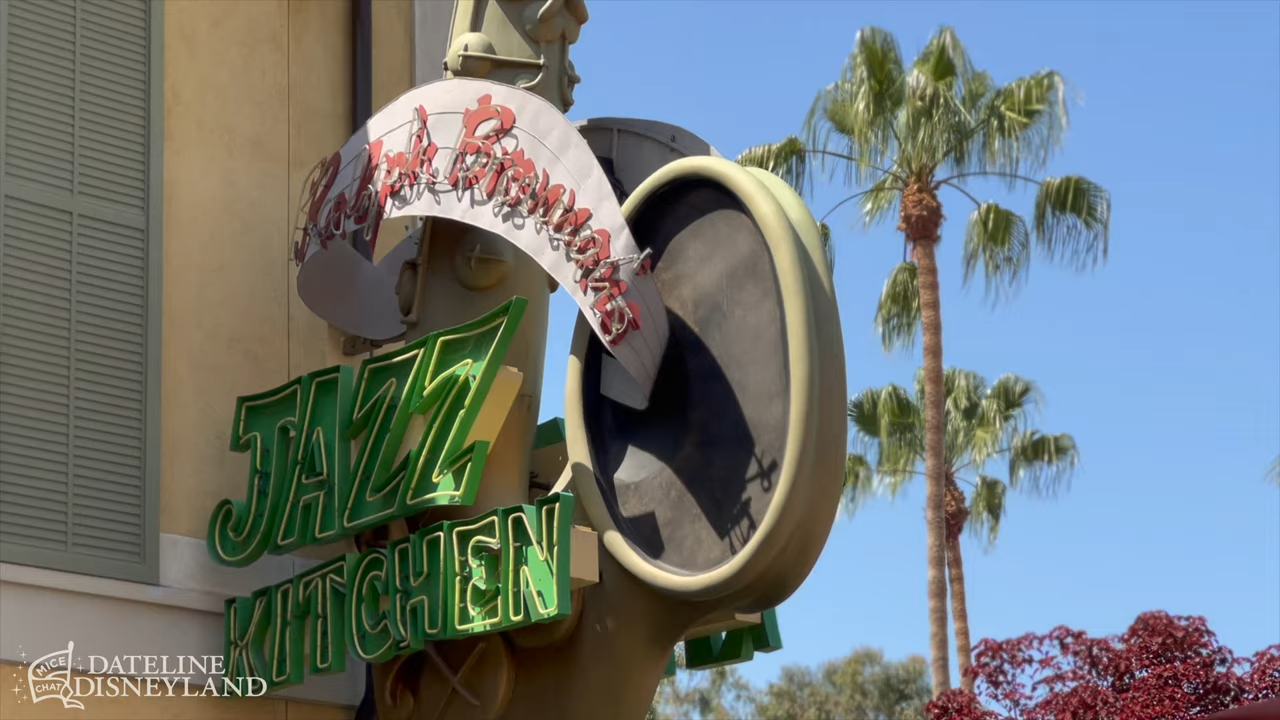 Ralph Brennan's
JAZZ
KITCHEN
MICE
CHAT
DATELINE
DISNEYLAND